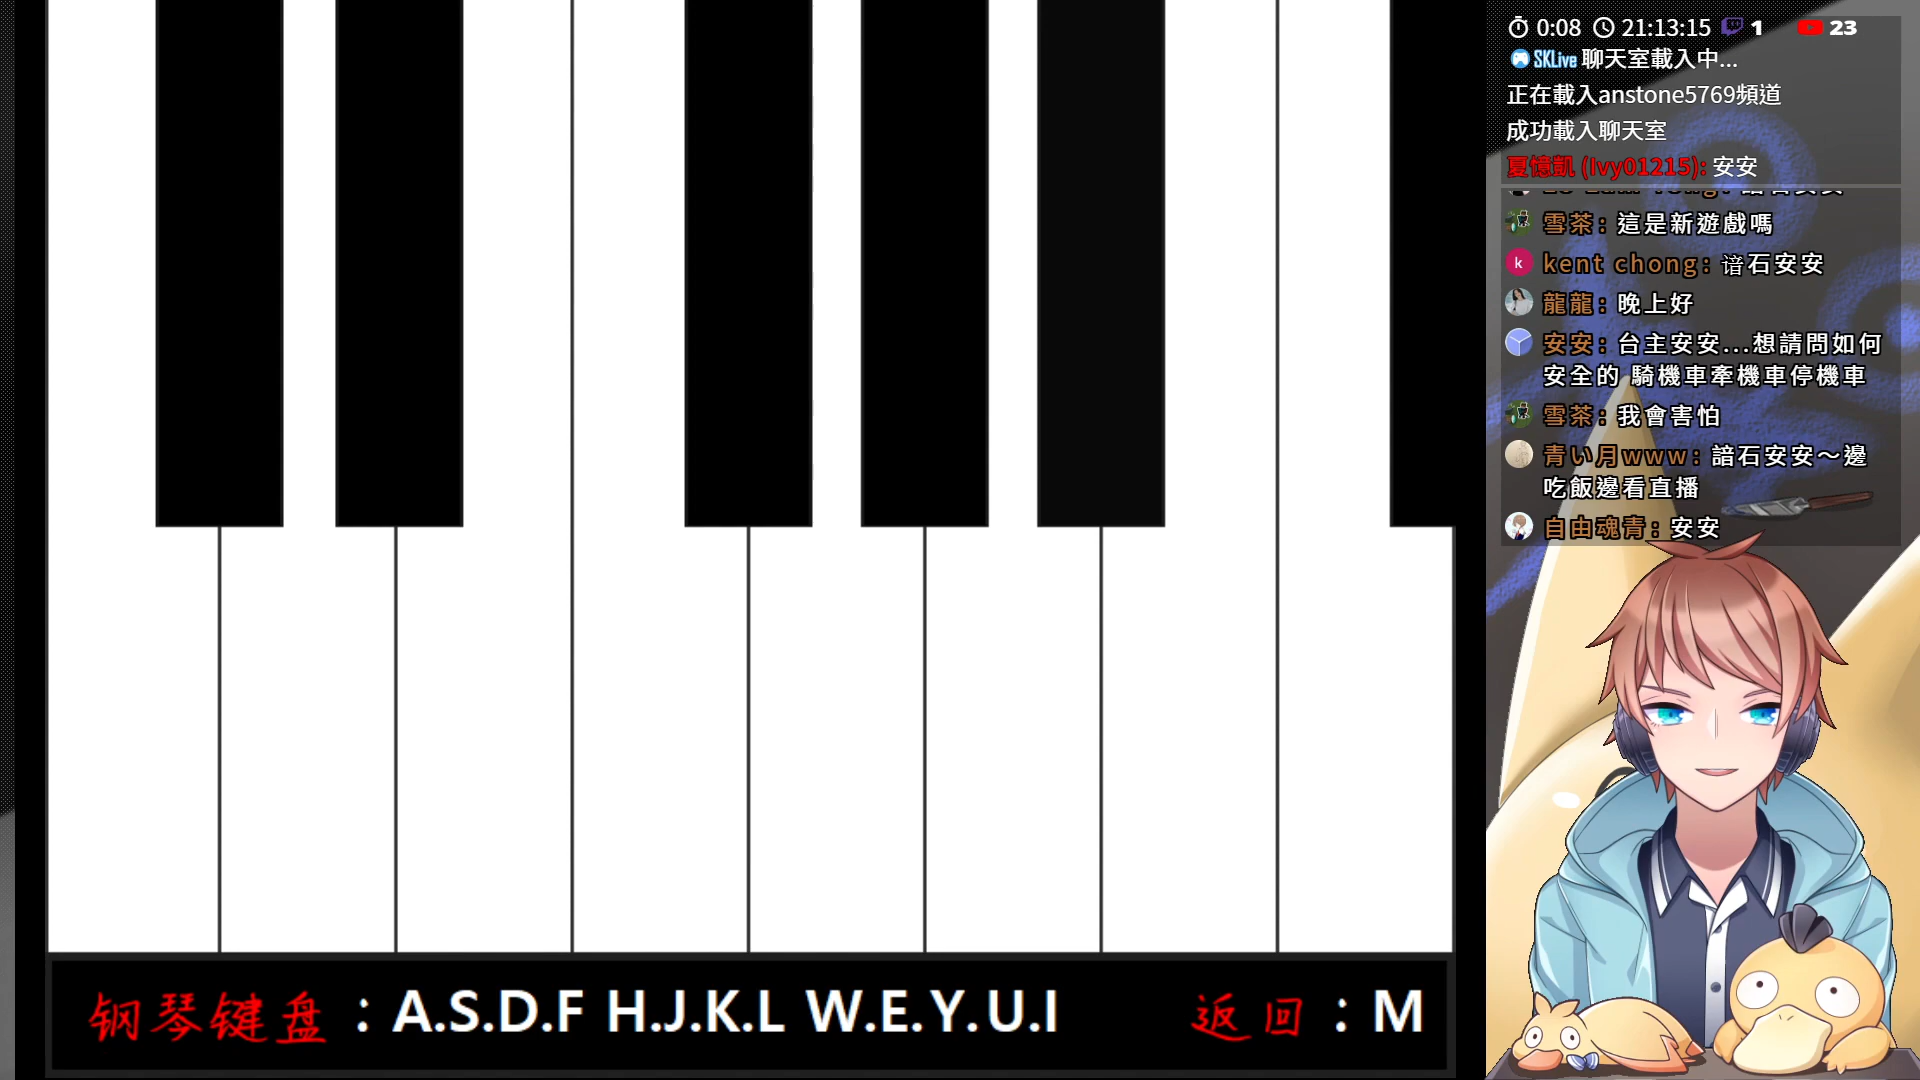 0:08 21:13:15 1 23
SKLive 聊天室載入中...
正在載入anstone5769頻道
成功載入聊天室
夏憶凱 (Ivy01215): 安安
雪茶: 這是新遊戲嗎
k kent chong: 谙石安安
龍龍: 晚上好
安安: 台主安安...想請問如何
安全的 騎機車牽機車停機車
雪茶: 我會害怕
青い月www: 諳石安安～邊
吃飯邊看直播
自由魂青: 安安
钢琴键盘 : A.S.D.F H.J.K.L W.E.Y.U.I 返回 : M